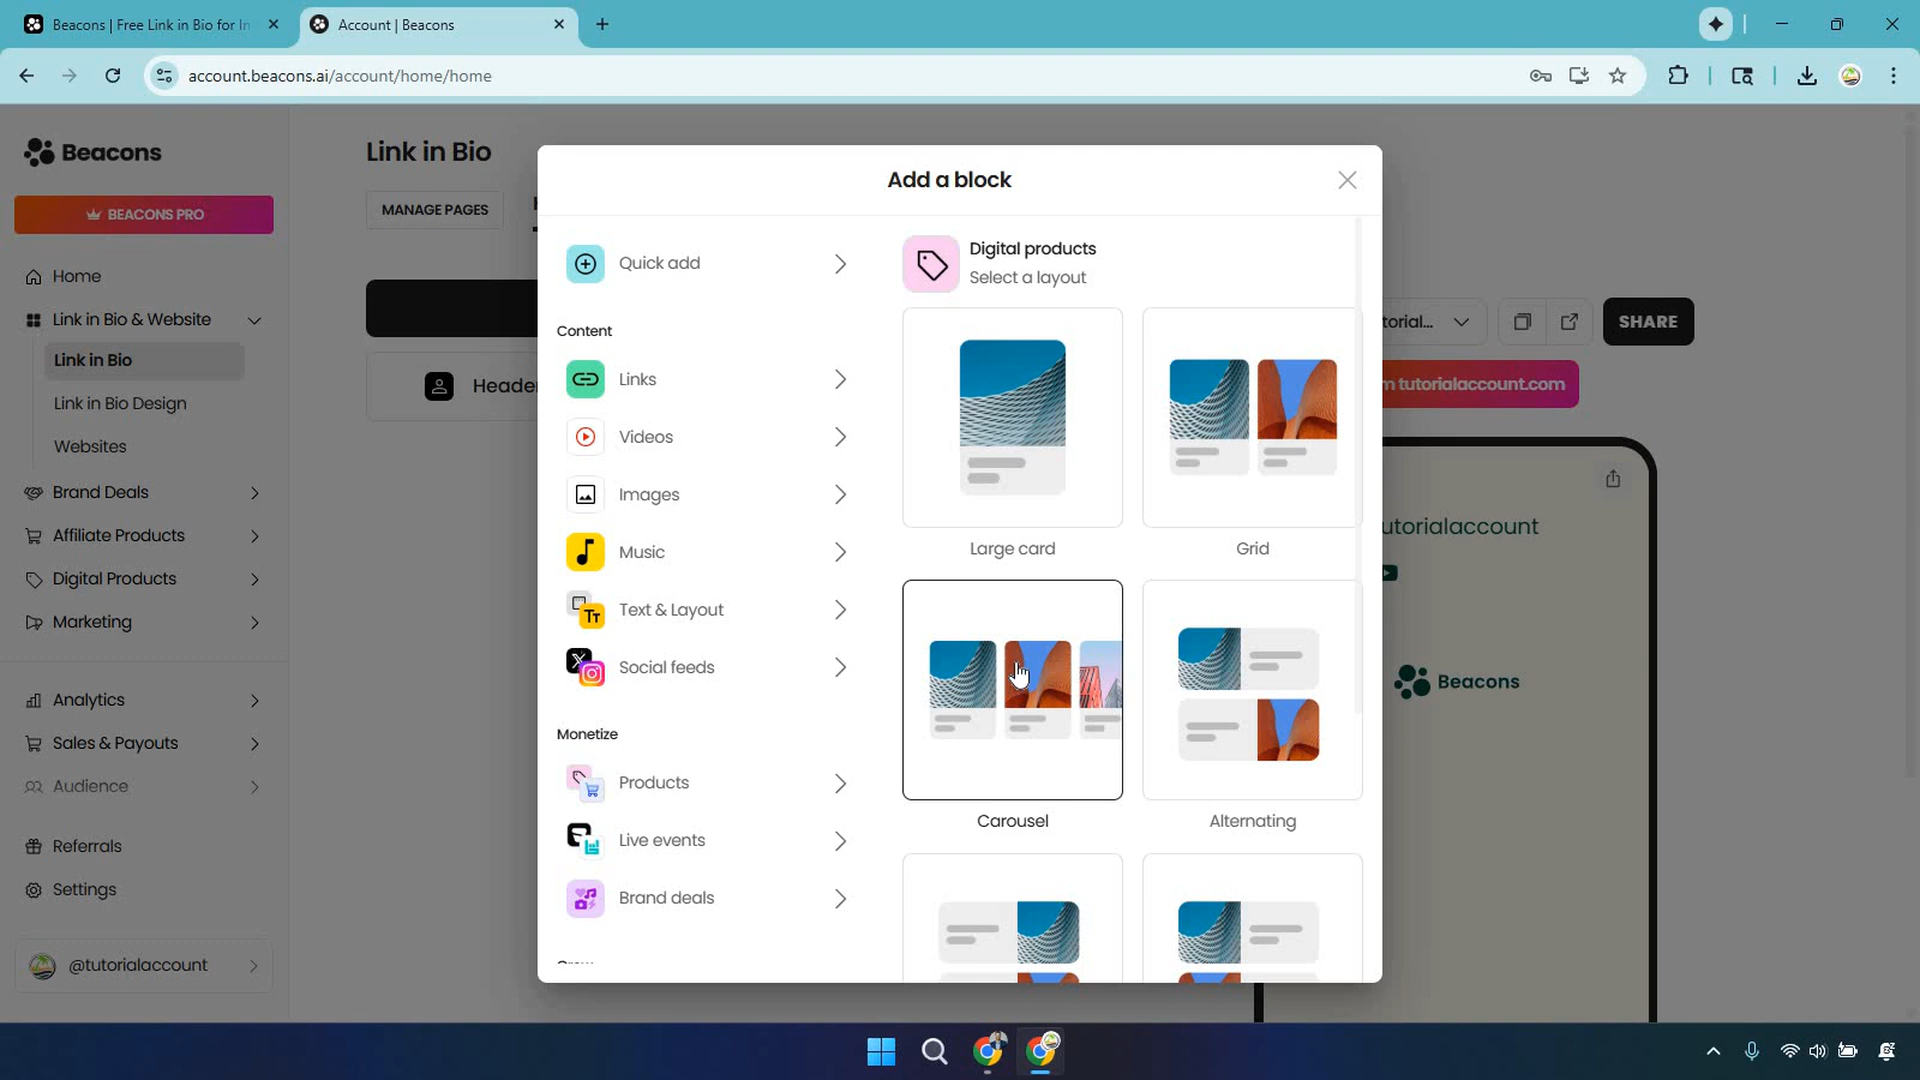 Beacons | Free Link in Bio for In
Account | Beacons
account.beacons.ai/account/home/home
Beacons
BEACONS PRO
Home
Link in Bio & Website
Link in Bio
Link in Bio Design
Websites
Brand Deals
Affiliate Products
Digital Products
Marketing
Analytics
Sales & Payouts
Audience
Referrals
Settings
@tutorialaccount
Link in Bio
MANAGE PAGES
Header
Add a block
Quick add
Content
Links
Videos
Images
Music
Text & Layout
Tt
Social feeds
Monetize
Products
Live events
Brand deals
Digital products
Select a layout
Large card
Grid
Carousel
Alternating
torial...
SHARE
m tutorialaccount.com
utorialaccount
Beacons